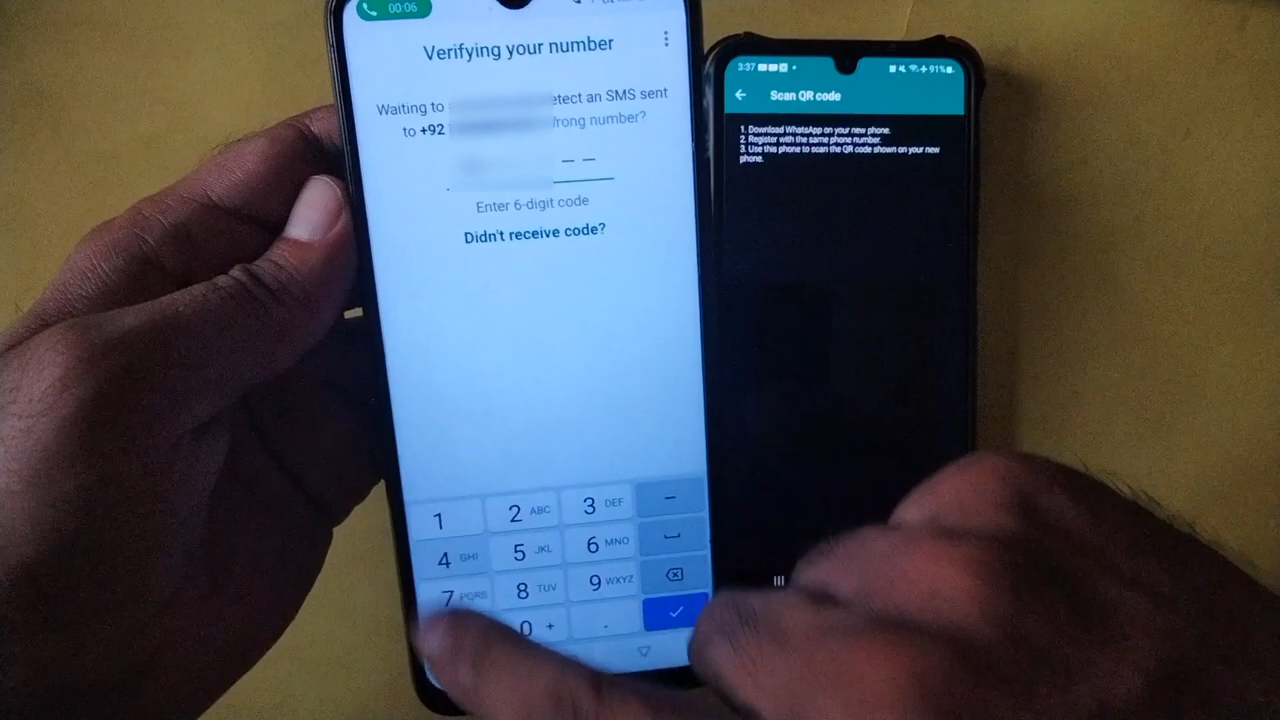 00:06
Verifying your number
Waiting to etect an SMS sent
to +92 rong number?
Enter 6-digit code
Didn't receive code?
1
2 ABC
3 DEF
4 GHI
5 JKL
6 MNO
7 PQRS
8 TUV
9 WXYZ
0 +
3:37
91%
Scan QR code
1. Download WhatsApp on your new phone.
2. Register with the same phone number.
3. Use this phone to scan the QR code shown on your new
phone.